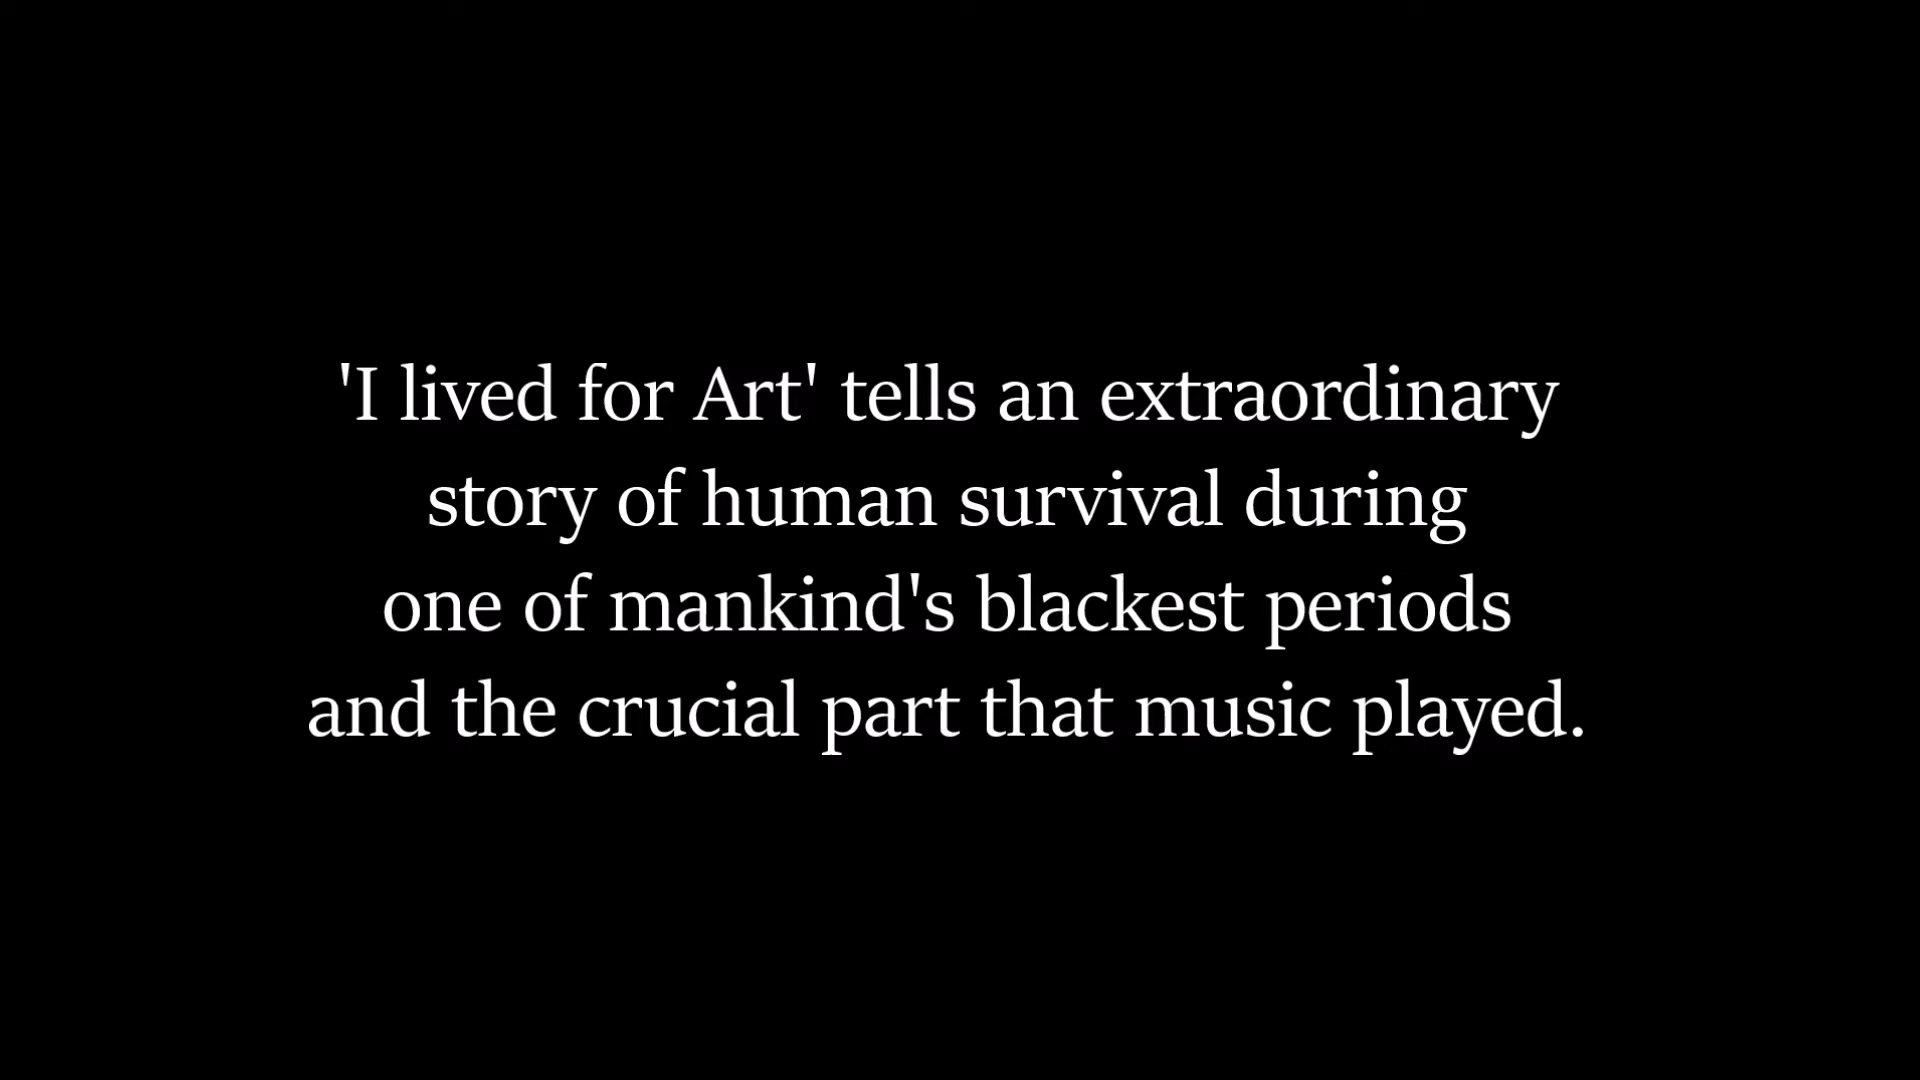 'I lived for Art' tells an extraordinary
story of human survival during
one of mankind's blackest periods
and the crucial part that music played.